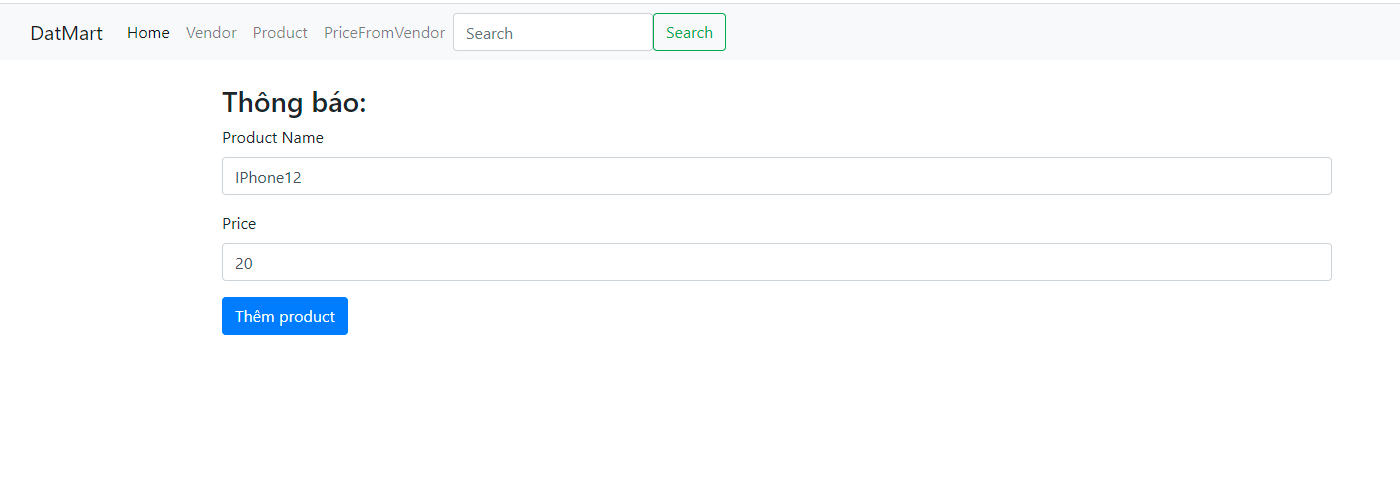 DatMart Home Vendor Product PriceFromVendor Search Search
Thông báo:
Product Name
IPhone12
Price
20
Thêm product